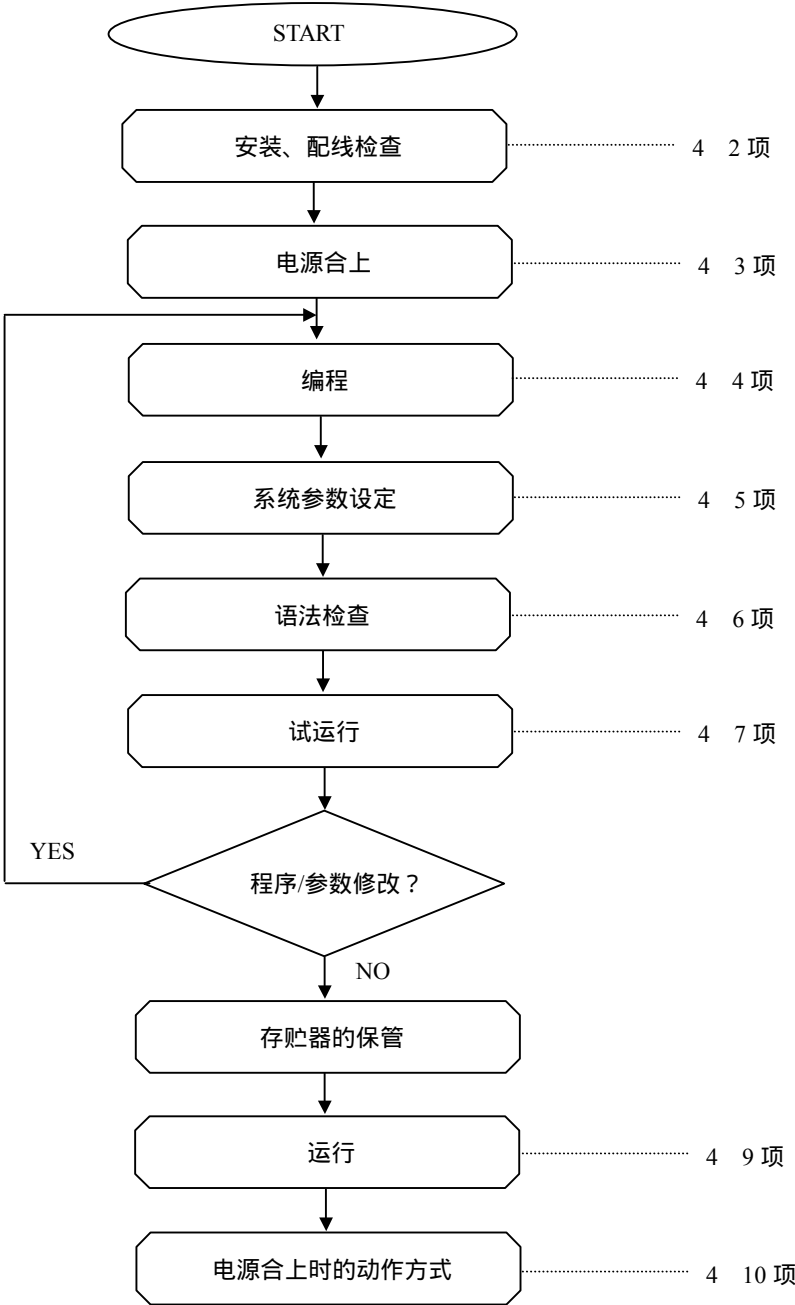 START
安装、配线检查
4 2 项
电源合上
4 3 项
编程
4 4 项
系统参数设定
4 5 项
语法检查
4 6 项
试运行
4 7 项
YES
程序/参数修改？
NO
存贮器的保管
运行
4 9 项
电源合上时的动作方式
4 10 项